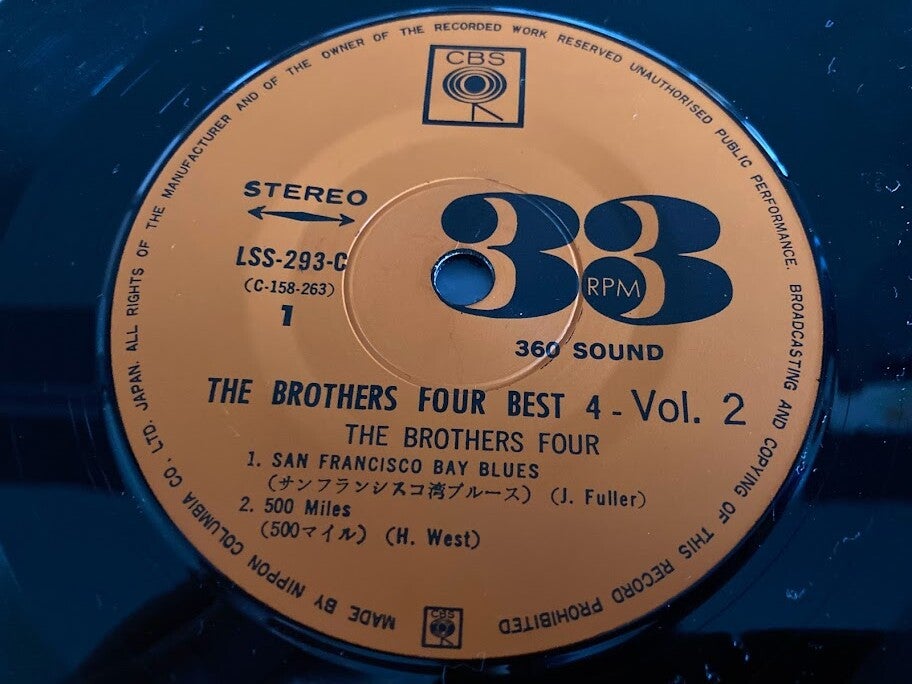 MADE BY NIPPON COLUMBIA CO., LTD. JAPAN. ALL RIGHTS OF THE MANUFACTURER AND OF THE OWNER OF THE RECORDED WORK RESERVED UNAUTHORISED PUBLIC PERFORMANCE. BROADCASTING AND COPYING OF THIS RECORD PROHIBITED
CBS
STEREO
33
RPM
LSS-293-C
(C-158-263)
1
360 SOUND
THE BROTHERS FOUR BEST 4 - Vol. 2
THE BROTHERS FOUR
1. SAN FRANCISCO BAY BLUES
(サンフランシスコ湾ブルース) (J. Fuller)
2. 500 Miles
(500マイル) (H. West)
CBS